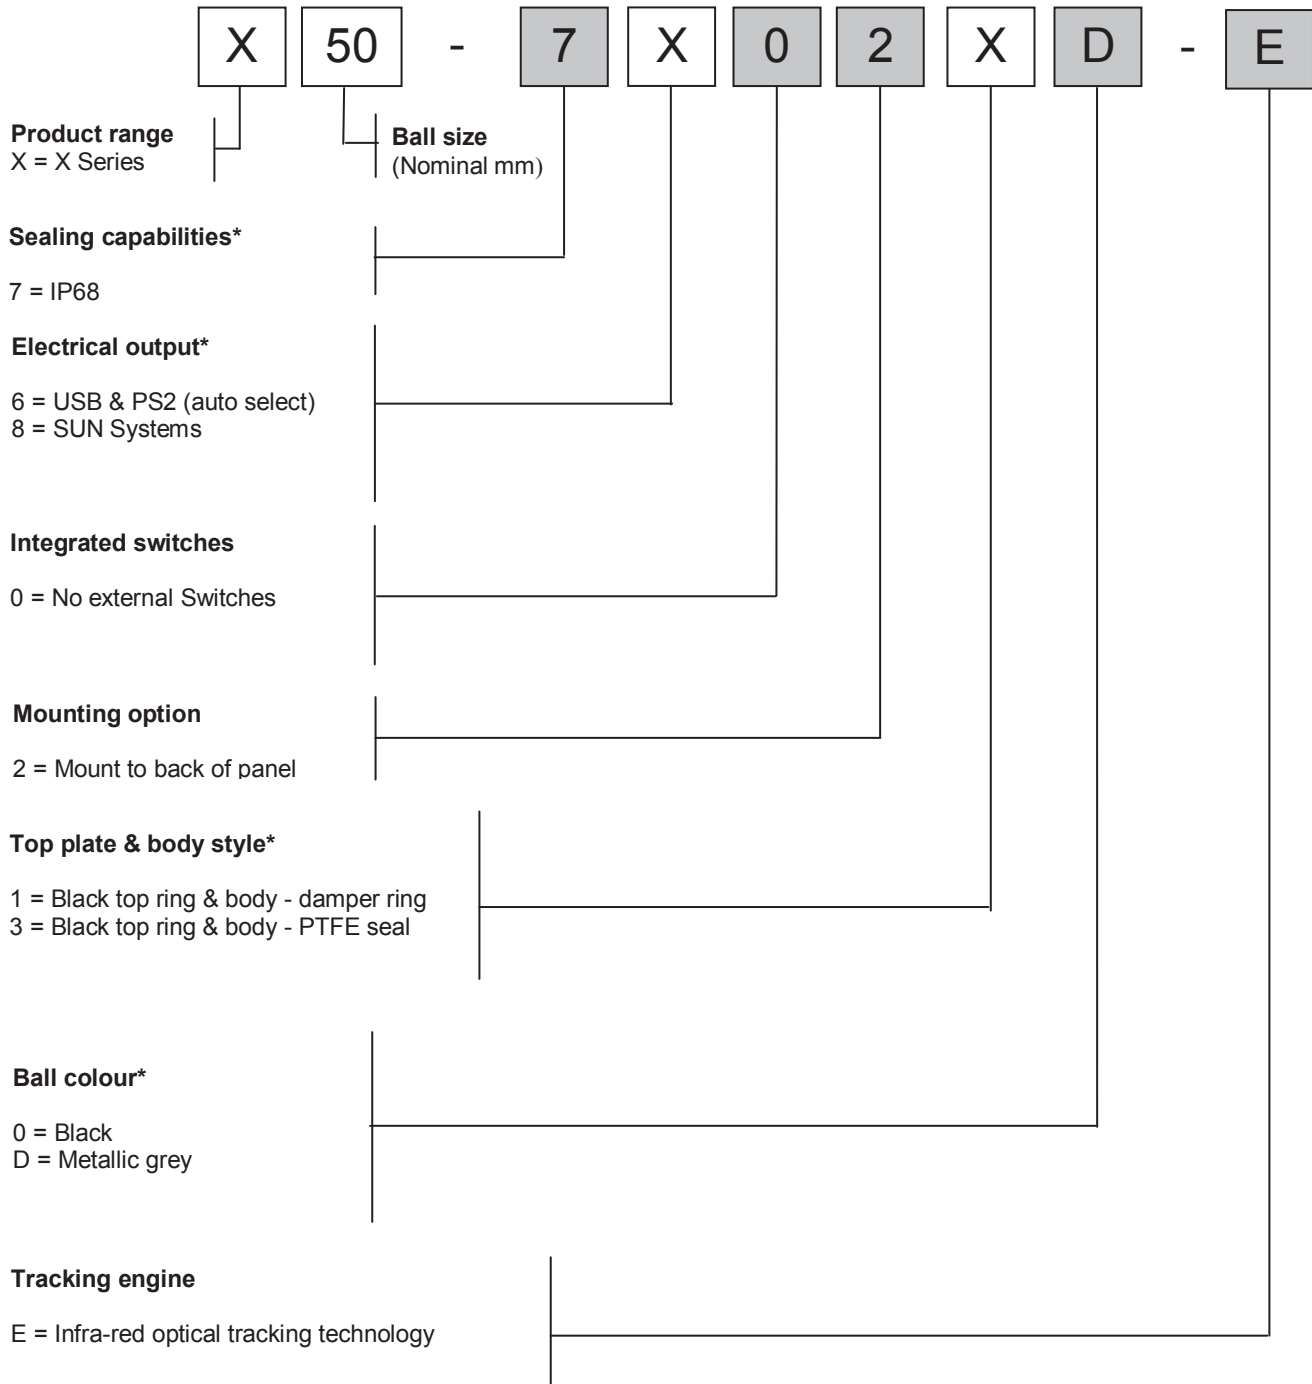 X 50 - 7 X 0 2 X D - E
Product range
X = X Series
Ball size
(Nominal mm)
Sealing capabilities*
7 = IP68
Electrical output*
6 = USB & PS2 (auto select)
8 = SUN Systems
Integrated switches
0 = No external Switches
Mounting option
2 = Mount to back of panel
Top plate & body style*
1 = Black top ring & body - damper ring
3 = Black top ring & body - PTFE seal
Ball colour*
0 = Black
D = Metallic grey
Tracking engine
E = Infra-red optical tracking technology